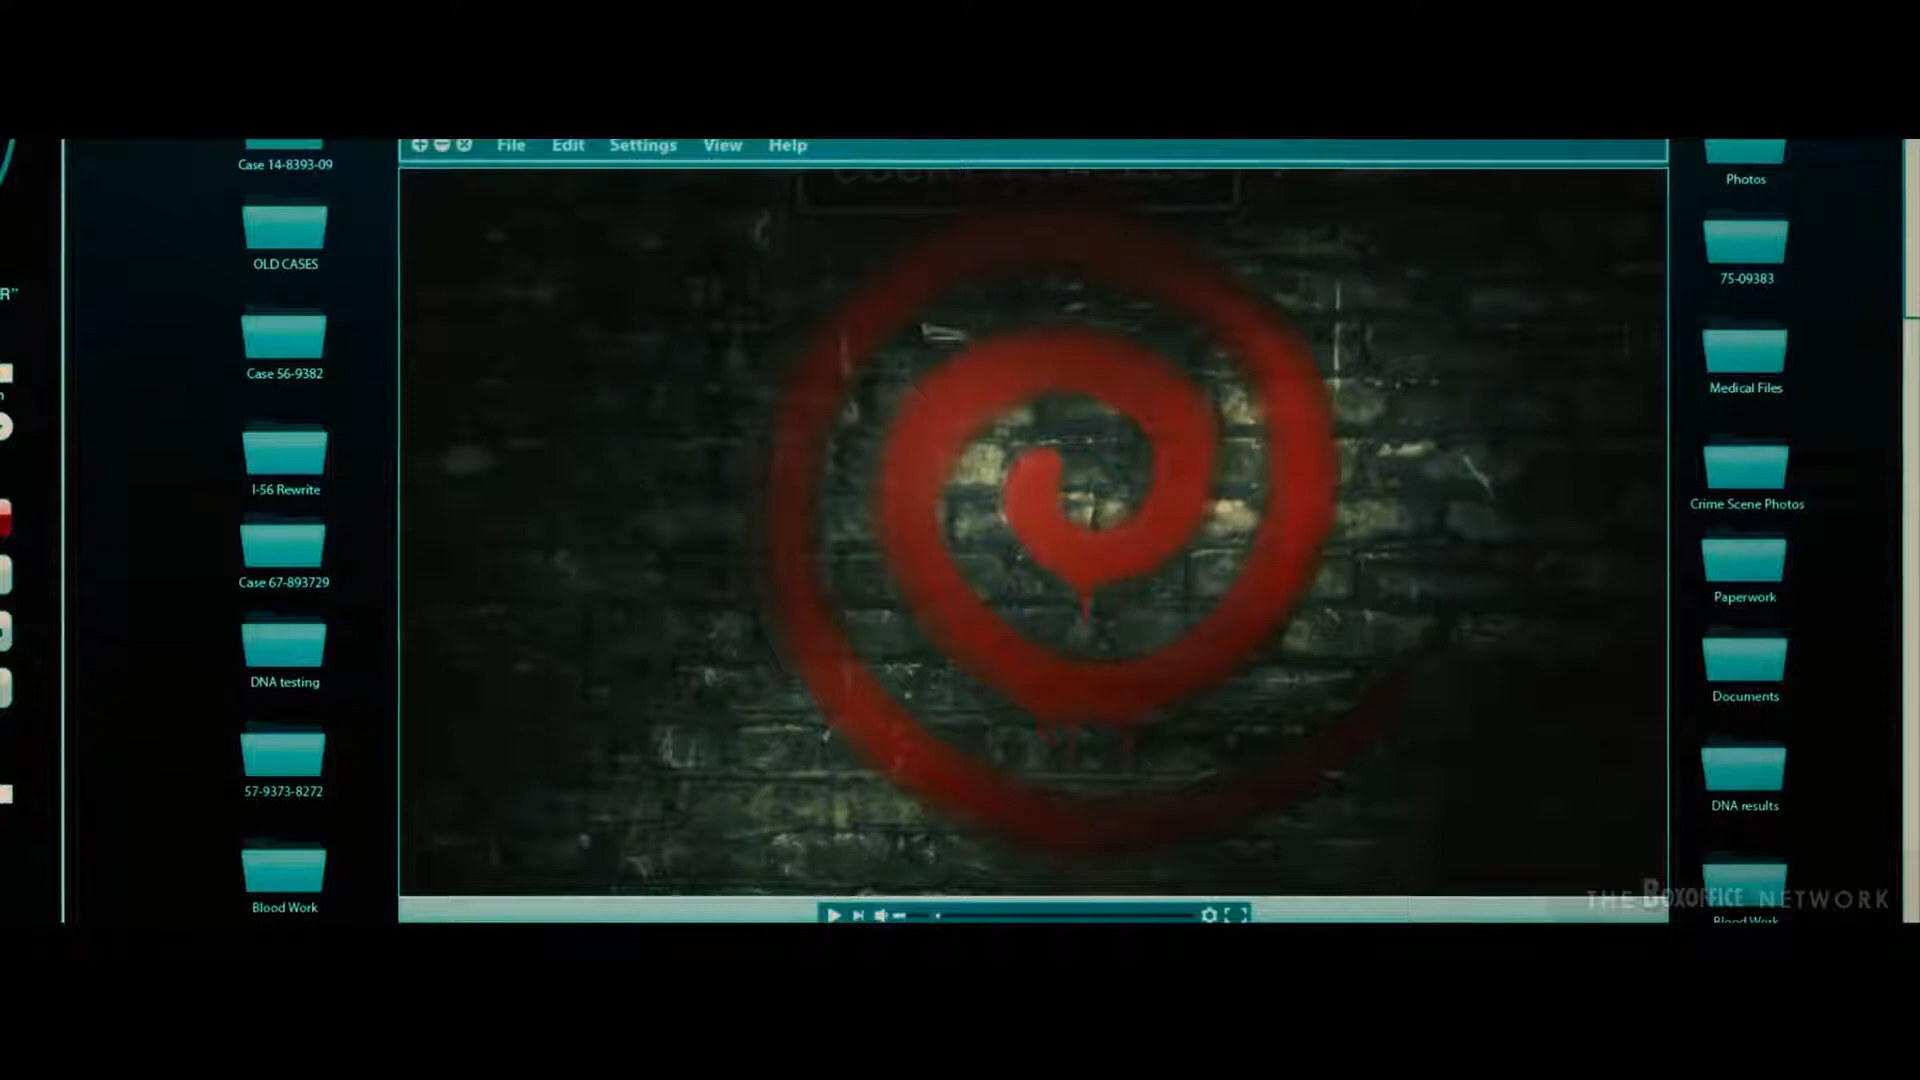 File Edit Settings View Help
Case 14-8393-09
OLD CASES
Case 56-9382
I-56 Rewrite
Case 67-893729
DNA testing
57-9373-8272
Blood Work
Photos
75-09383
Medical Files
Crime Scene Photos
Paperwork
Documents
DNA results
Blood Work
R”
THE BOXOFFICE NETWORK